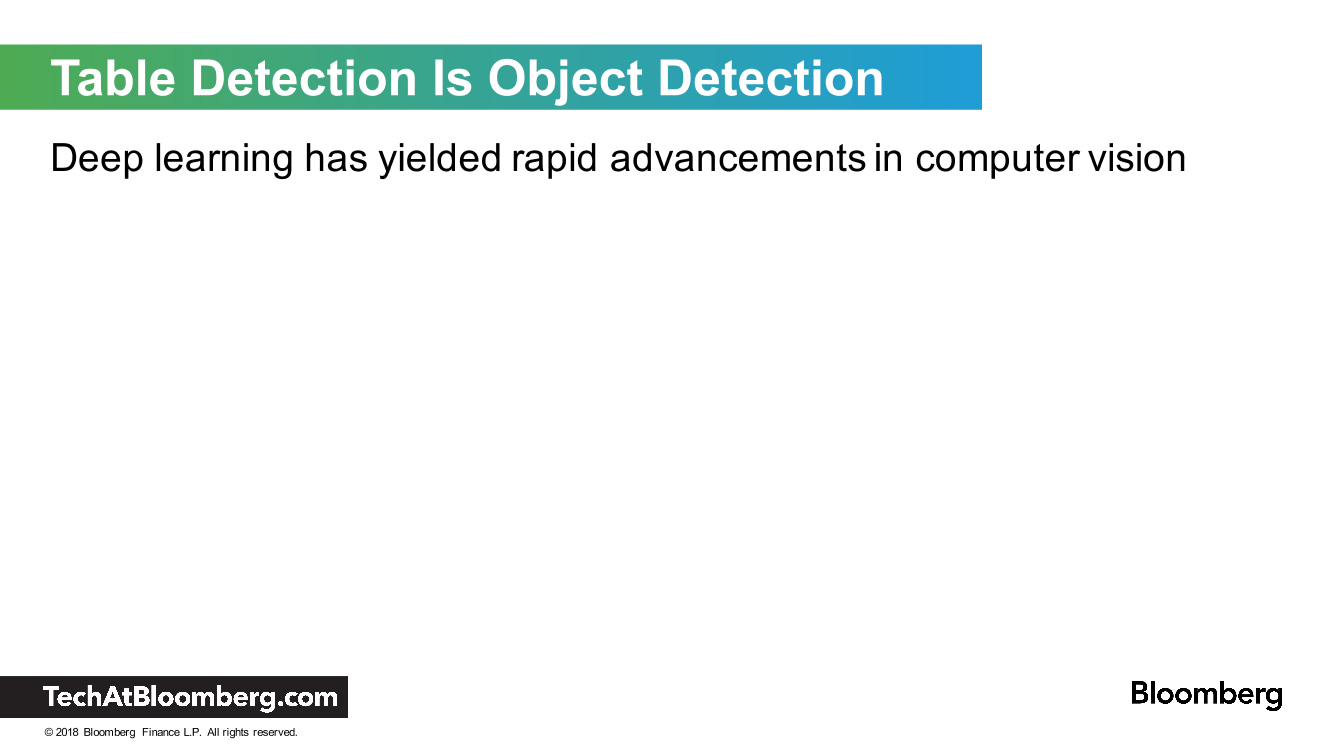 Table Detection Is Object Detection
Deep learning has yielded rapid advancements in computer vision
TechAtBloomberg.com
Bloomberg
© 2018 Bloomberg Finance L.P. All rights reserved.